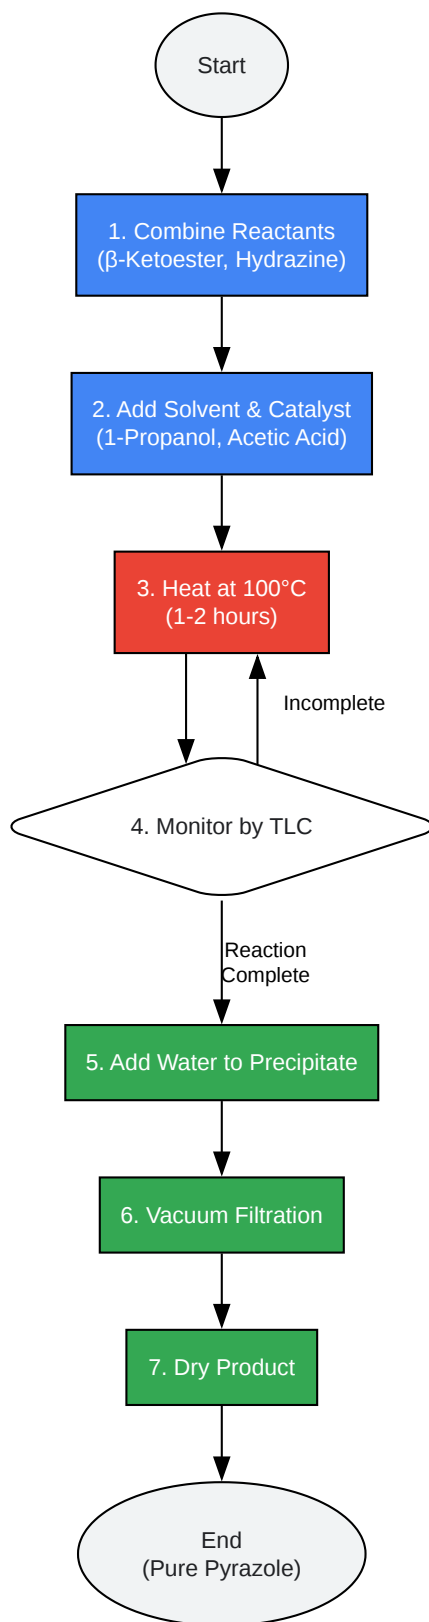 Start
1. Combine Reactants
(β-Ketoester, Hydrazine)
2. Add Solvent & Catalyst
(1-Propanol, Acetic Acid)
3. Heat at 100°C
(1-2 hours)
Incomplete
4. Monitor by TLC
Reaction
Complete
5. Add Water to Precipitate
6. Vacuum Filtration
7. Dry Product
End
(Pure Pyrazole)